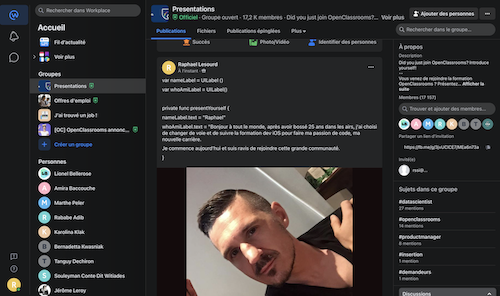 Rechercher dans Workplace
Accueil
Fil d'actualité
Voir plus
Groupes
Presentations
Offres d'emploi
J'ai trouvé un job !
[OC] OpenClassrooms annonc...
Créer un groupe
Personnes
Lionel Bellerose
Amira Baccouche
Marthe Peler
Rababe Adib
Karolina Klak
Bernadetta Kwasniak
Tanguy Dechiron
Souleyman Conte-Dit Witiades
Jérôme Leroy
R
Presentations
Officiel · Groupe ouvert · 17,2 K membres · Did you just join OpenClassrooms?... Voir plus
Publications
Fichiers
Publications épinglées
Plus
Succès
Photo/Vidéo
Identifier des personnes
R
Raphael Lesourd
À l'instant
var nameLabel = UILabel ()
var whoAmiLabel = UILabel()
private func presentYourself {
nameLabel.text = "Raphael"
whoAmiLabel.text = "Bonjour à tout le monde, après avoir bossé 25 ans dans les airs, j'ai choisi
de changer de voie et de suivre la formation dev iOS pour faire ma passion de code, ma
nouvelle carrière.
Je commence aujourd'hui et suis ravis de rejoindre cette grande communauté.
}
Ajouter des personnes
Rechercher dans le groupe...
À propos
Description
Did you just join OpenClassrooms? Introduce
yourself!
--
Vous venez de rejoindre la formation
OpenClassrooms ? Présentez... Afficher la
suite
Membres (17 157)
Trouver et ajouter des membres...
Partager un lien d'invitation
Invité(e)
Sujets dans ce groupe
#datascientist
27 mentions
#openclassrooms
14 mentions
#productmanager
8 mentions
#insertion
1 mention
#demandeurs
1 mention
Discussions